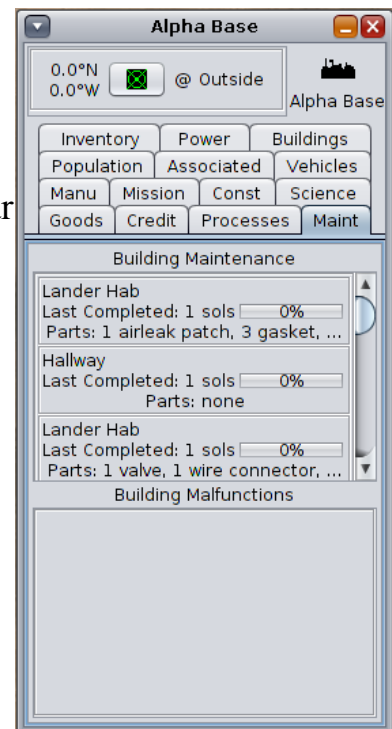 Alpha Base
0.0°N
0.0°W
@ Outside
Alpha Base
Inventory Power Buildings
Population Associated Vehicles
Manu Mission Const Science
Goods Credit Processes Maint
Building Maintenance
Lander Hab
Last Completed: 1 sols 0%
Parts: 1 airleak patch, 3 gasket, ...
Hallway
Last Completed: 1 sols 0%
Parts: none
Lander Hab
Last Completed: 1 sols 0%
Parts: 1 valve, 1 wire connector, ...
Building Malfunctions